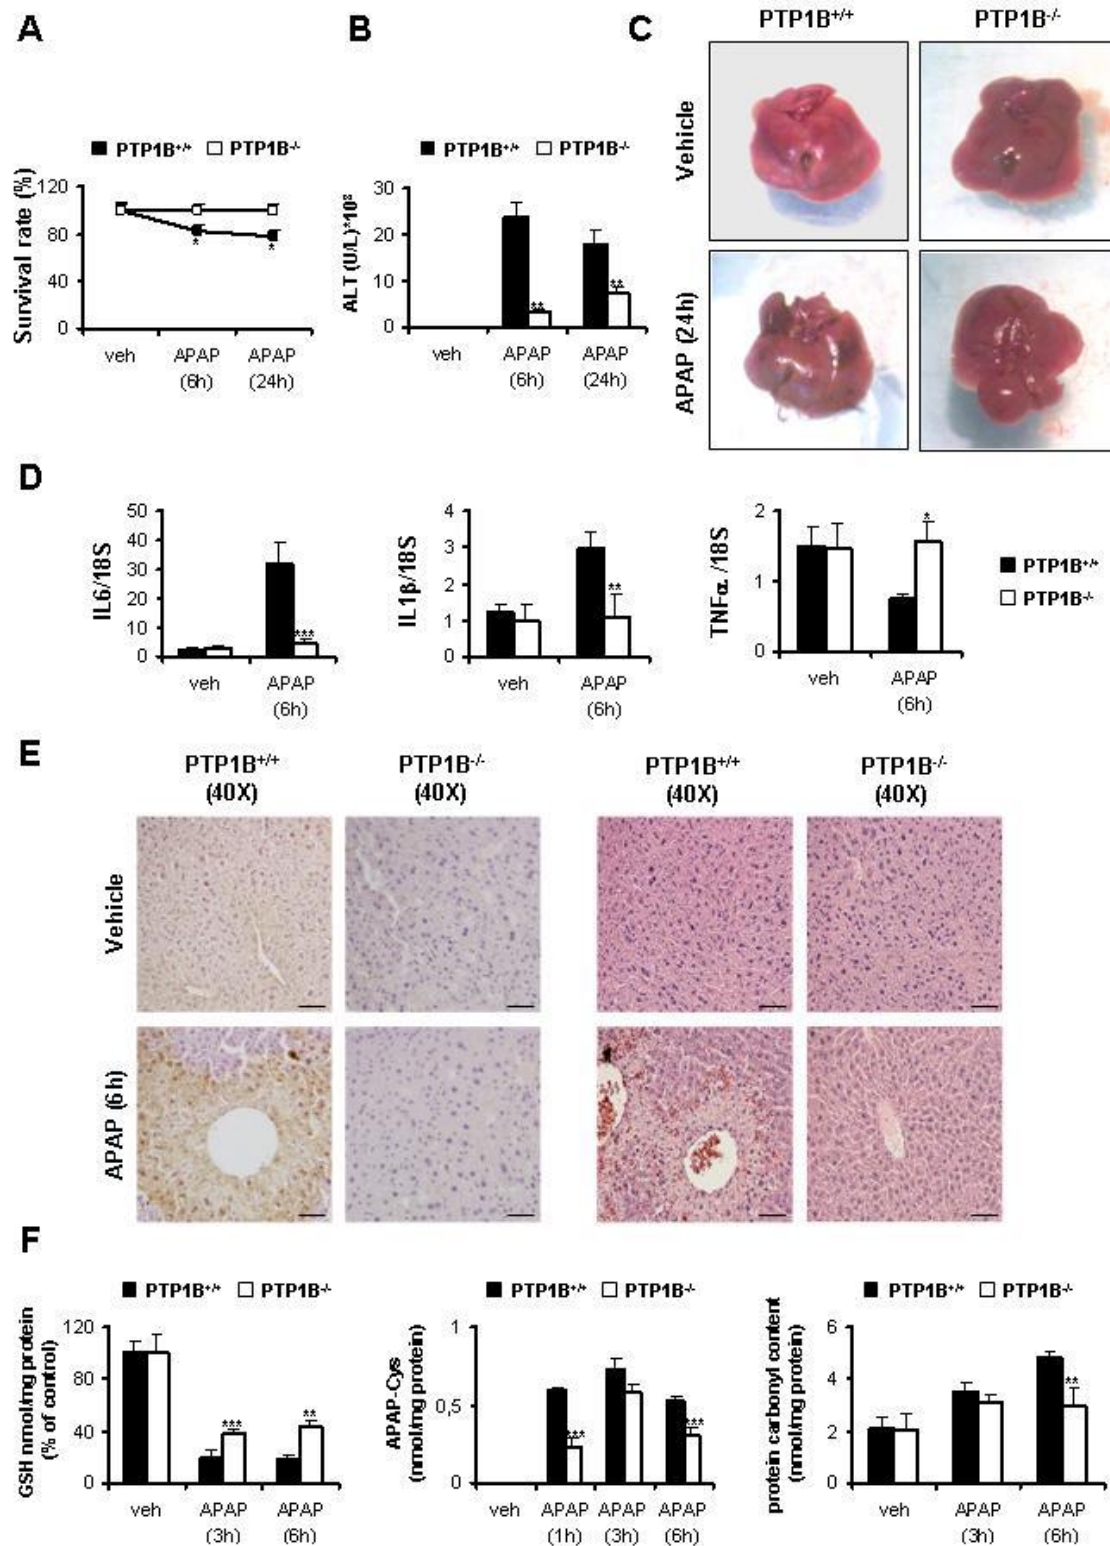 A
PTP1B+/+ PTP1B-/-
Survival rate (%)
120
80
40
0
* *
veh APAP APAP
(6h) (24h)
B
PTP1B+/+ PTP1B-/-
ALT (U/L)*10³
30
20
10
0
** **
veh APAP APAP
(6h) (24h)
C
PTP1B+/+ PTP1B-/-
Vehicle
APAP (24h)
D
IL6/18S
50
40
30
20
10
0
***
veh APAP
(6h)
IL1β/18S
4
3
2
1
0
**
veh APAP
(6h)
TNFα /18S
2
1
0
*
veh APAP
(6h)
PTP1B+/+
PTP1B-/-
E
PTP1B+/+ PTP1B-/- PTP1B+/+ PTP1B-/-
(40X) (40X) (40X) (40X)
Vehicle
APAP (6h)
F
PTP1B+/+ PTP1B-/-
GSH nmol/mg protein
(% of control)
120
80
40
0
*** **
veh APAP APAP
(3h) (6h)
PTP1B+/+ PTP1B-/-
APAP-Cys
(nmol/mg protein)
1
0,5
0
*** ***
veh APAP APAP APAP
(1h) (3h) (6h)
PTP1B+/+ PTP1B-/-
protein carbonyl content
(nmol/mg protein)
6
4
2
0
**
veh APAP APAP
(3h) (6h)